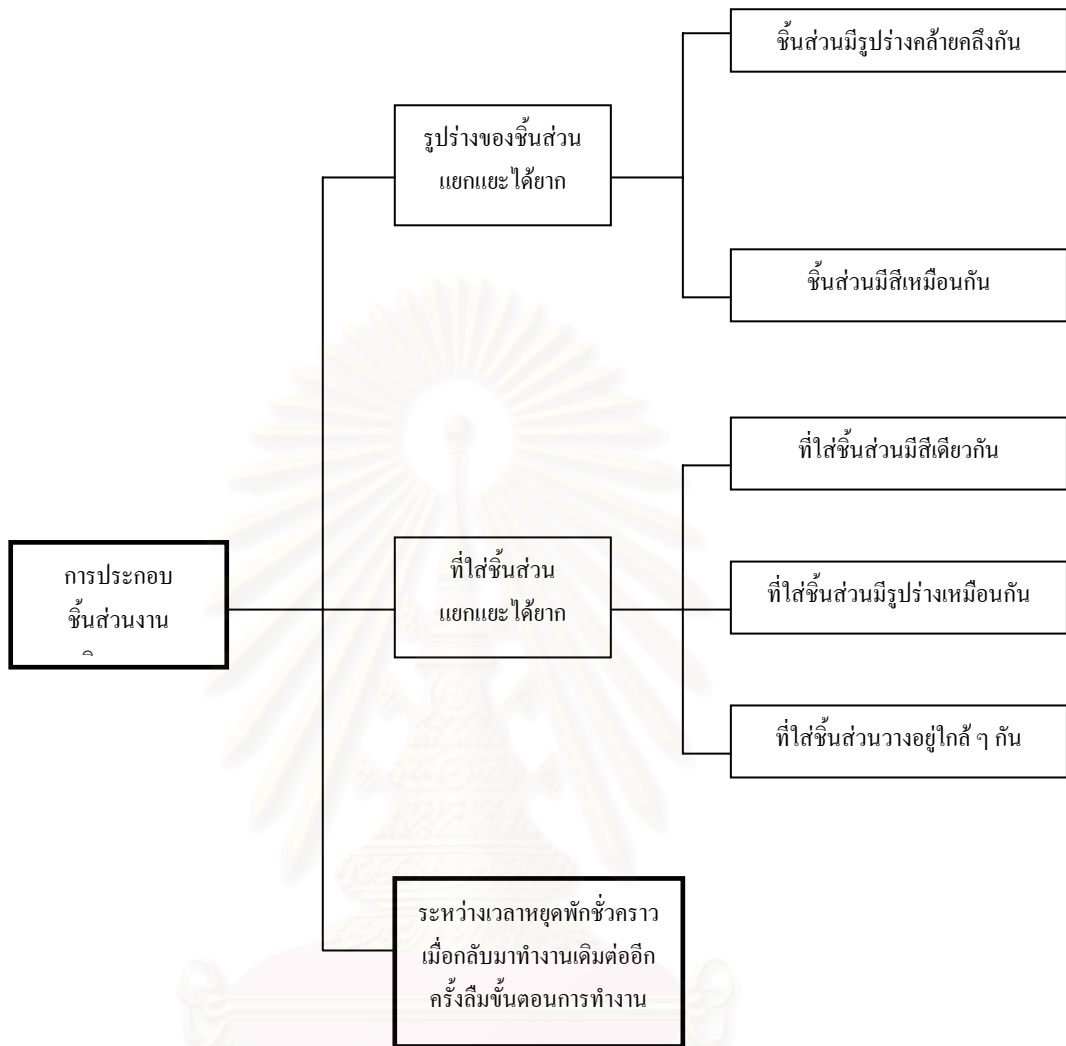 ชิ้นส่วนมีรูปร่างคล้ายคลึงกัน
รูปร่างของชิ้นส่วน
แยกแยะได้ยาก
ชิ้นส่วนมีสีเหมือนกัน
ที่ใส่ชิ้นส่วนมีสีเดียวกัน
การประกอบ
ชิ้นส่วนงาน
ที่ใส่ชิ้นส่วน
แยกแยะได้ยาก
ที่ใส่ชิ้นส่วนมีรูปร่างเหมือนกัน
ที่ใส่ชิ้นส่วนวางอยู่ใกล้ ๆ กัน
ระหว่างเวลาหยุดพักชั่วคราว
เมื่อกลับมาทำงานเดิมต่ออีก
ครั้งลืมขั้นตอนการทำงาน